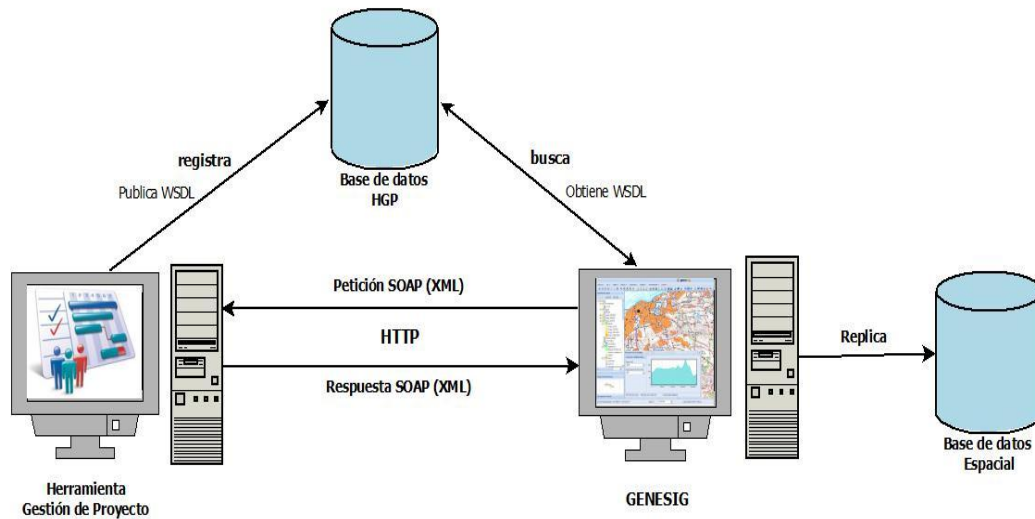 Base de datos
HGP
registra
Publica WSDL
busca
Obtiene WSDL
Petición SOAP (XML)
HTTP
Respuesta SOAP (XML)
Replica
Herramienta
Gestión de Proyecto
GENESIG
Base de datos
Espacial